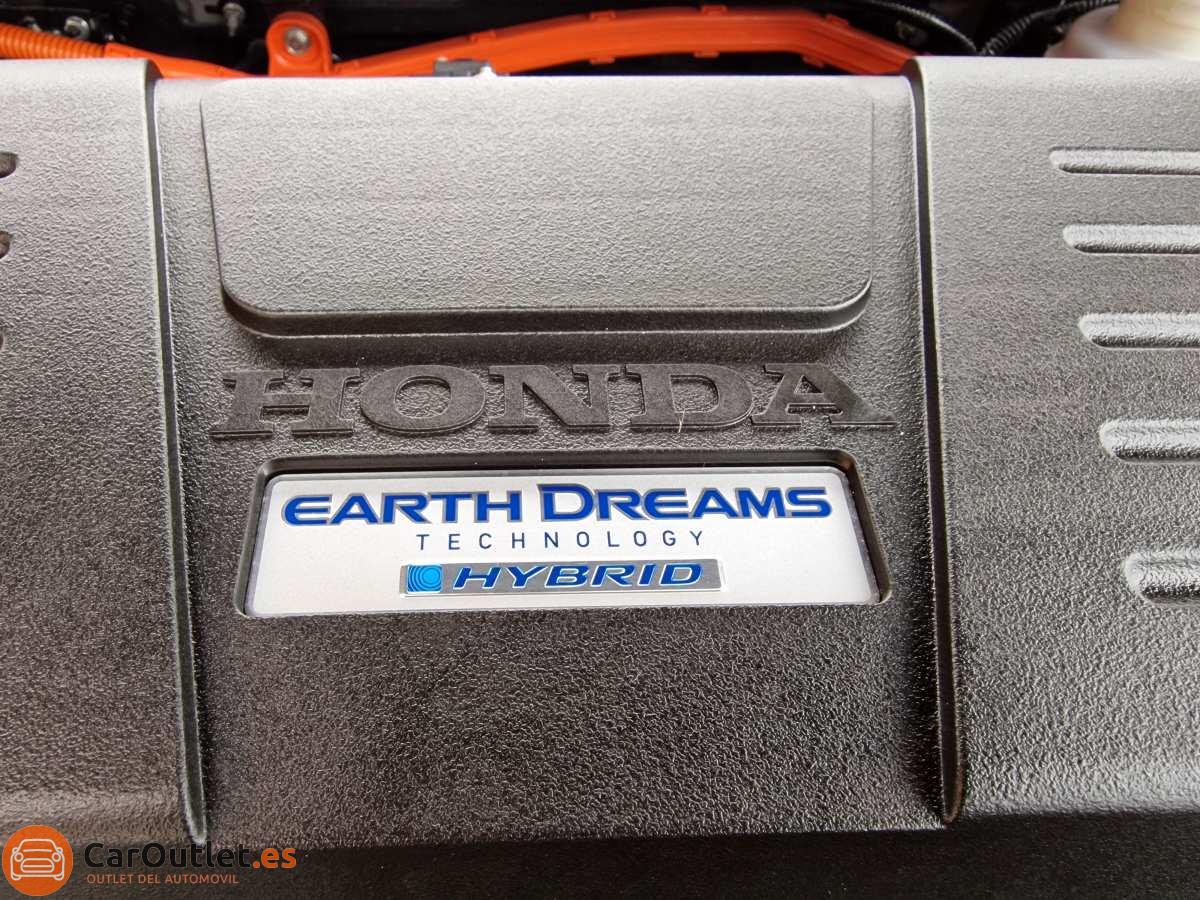 HONDA
EARTH DREAMS
TECHNOLOGY
HYBRID
CarOutlet.es
OUTLET DEL AUTOMOVIL